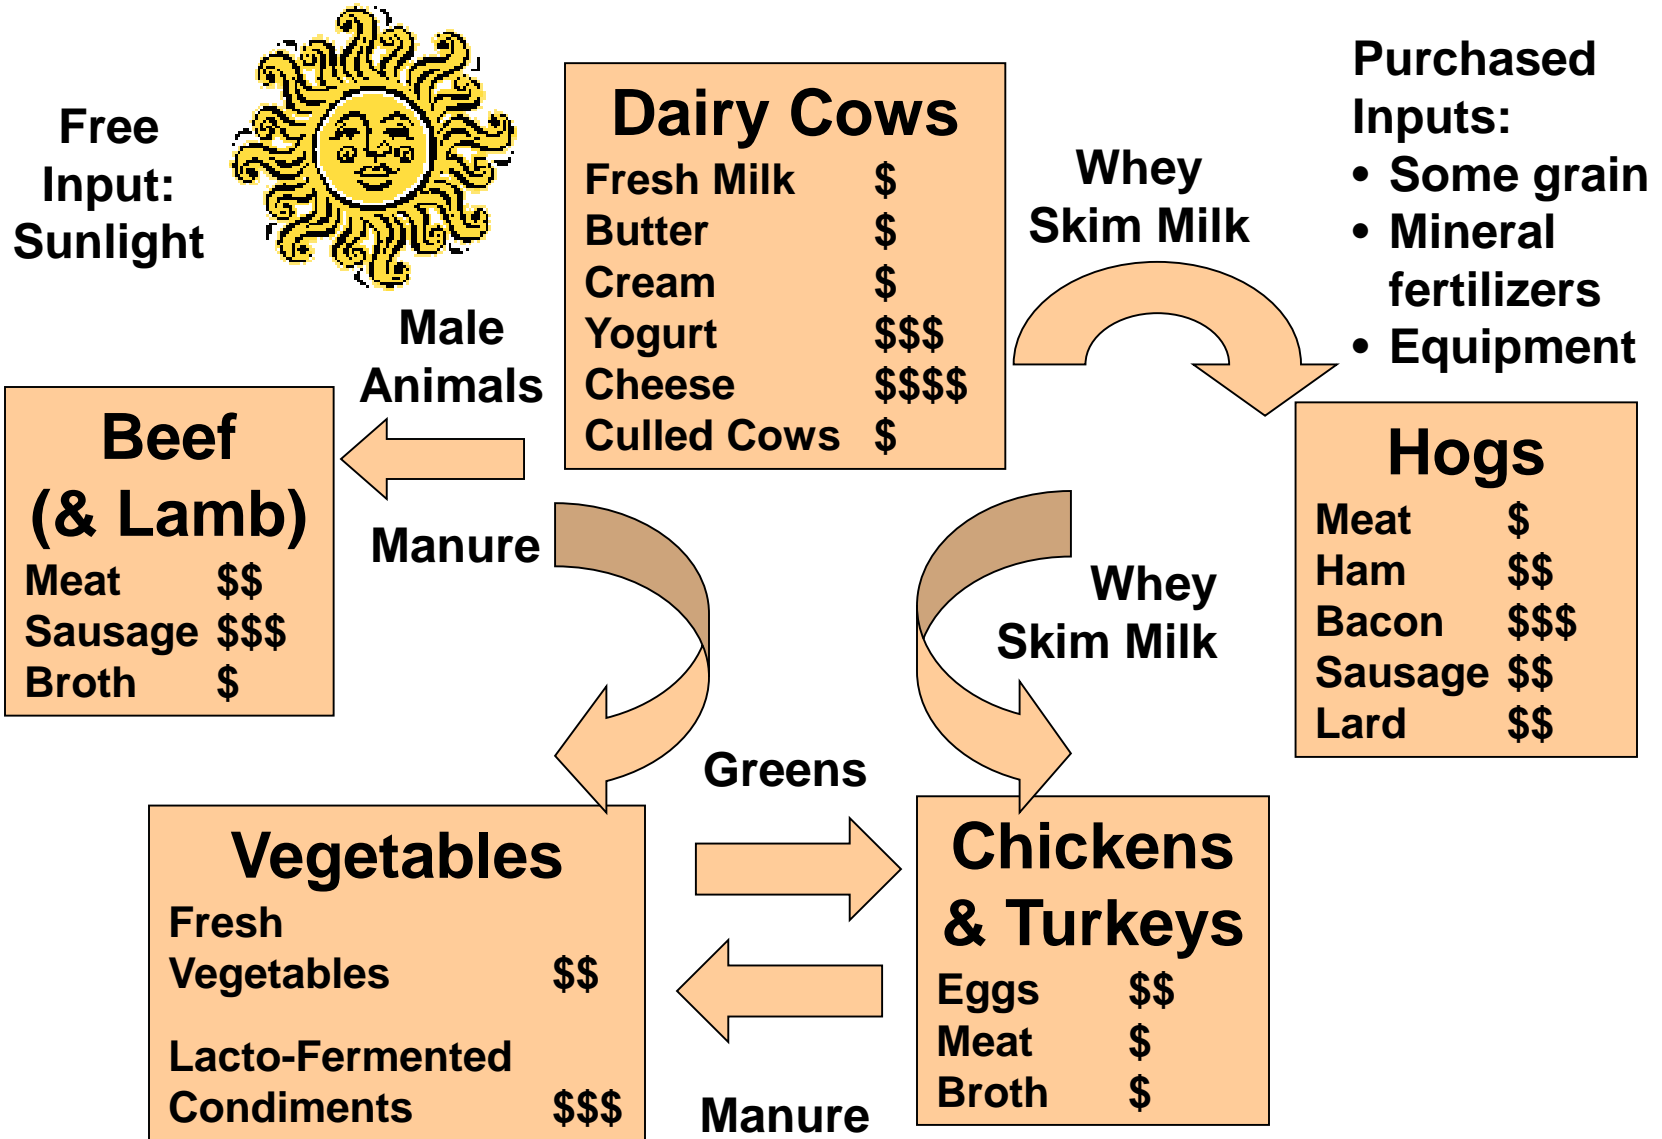 Free
Input:
Sunlight
Dairy Cows
Fresh Milk $
Butter $
Cream $
Yogurt $$$
Cheese $$$$
Culled Cows $
Whey
Skim Milk
Purchased
Inputs:
• Some grain
• Mineral
fertilizers
• Equipment
Male
Animals
Beef
(& Lamb)
Meat $$
Sausage $$$
Broth $
Manure
Whey
Skim Milk
Hogs
Meat $
Ham $$
Bacon $$$
Sausage $$
Lard $$
Greens
Vegetables
Fresh
Vegetables $$
Lacto-Fermented
Condiments $$$
Manure
Chickens
& Turkeys
Eggs $$
Meat $
Broth $